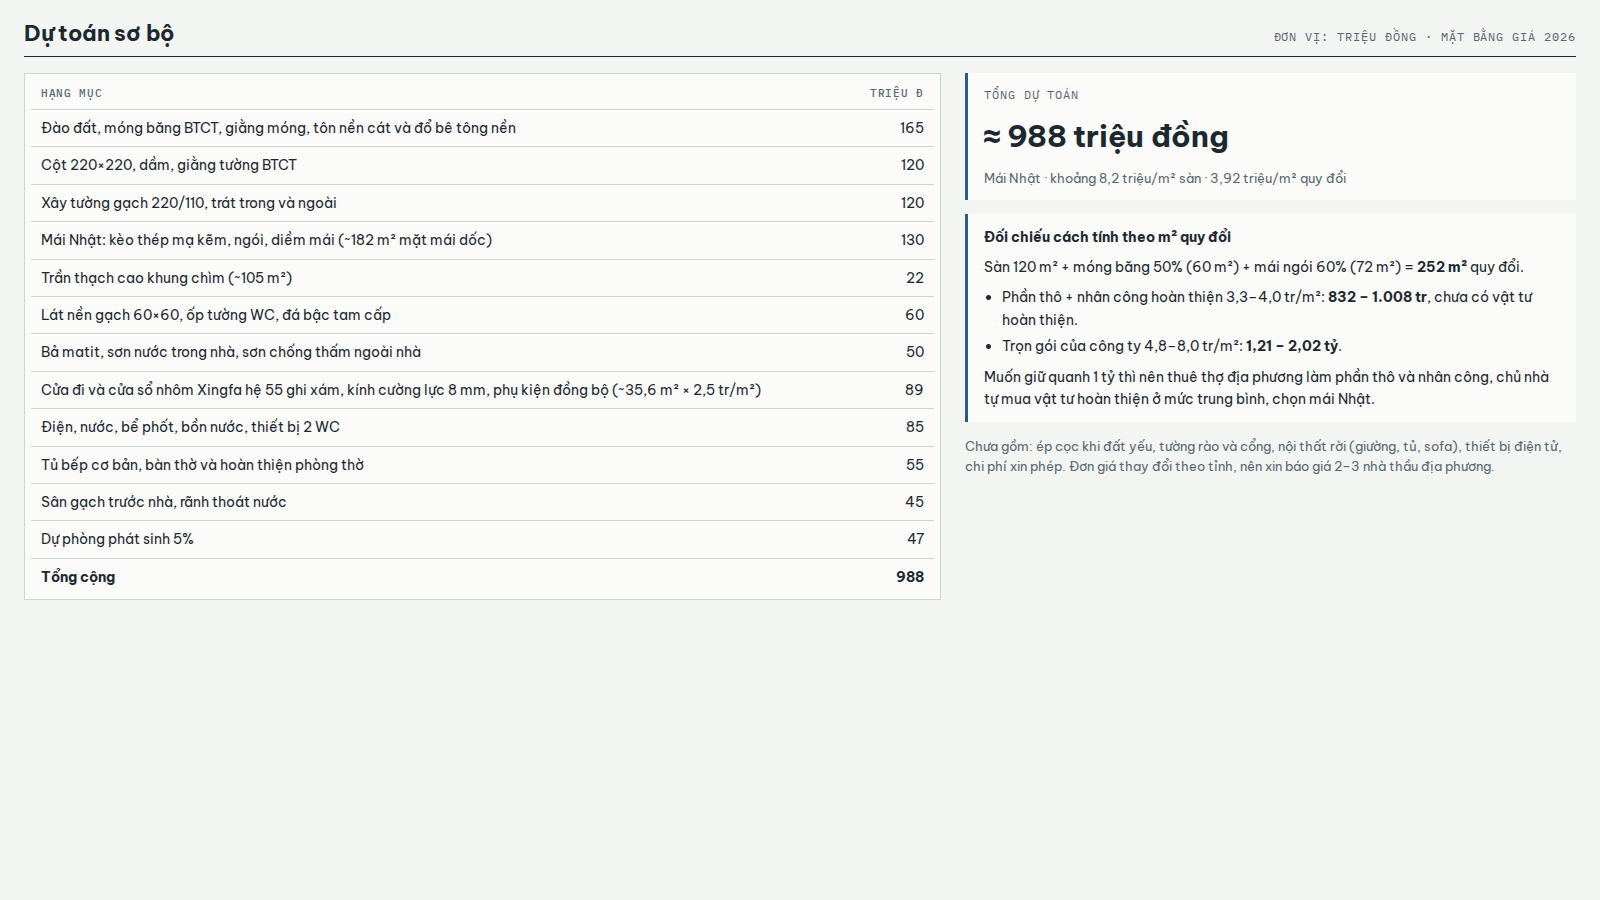 Dự toán sơ bộ
ĐƠN VỊ: TRIỆU ĐỒNG · MẶT BẰNG GIÁ 2026
HẠNG MỤC TRIỆU Đ
Đào đất, móng băng BTCT, giằng móng, tôn nền cát và đổ bê tông nền 165
Cột 220×220, dầm, giằng tường BTCT 120
Xây tường gạch 220/110, trát trong và ngoài 120
Mái Nhật: kèo thép mạ kẽm, ngói, diềm mái (~182 m² mặt mái dốc) 130
Trần thạch cao khung chìm (~105 m²) 22
Lát nền gạch 60×60, ốp tường WC, đá bậc tam cấp 60
Bả matit, sơn nước trong nhà, sơn chống thấm ngoài nhà 50
Cửa đi và cửa sổ nhôm Xingfa hệ 55 ghi xám, kính cường lực 8 mm, phụ kiện đồng bộ (~35,6 m² × 2,5 tr/m²) 89
Điện, nước, bể phốt, bồn nước, thiết bị 2 WC 85
Tủ bếp cơ bản, bàn thờ và hoàn thiện phòng thờ 55
Sân gạch trước nhà, rãnh thoát nước 45
Dự phòng phát sinh 5% 47
Tổng cộng 988
TỔNG DỰ TOÁN
≈ 988 triệu đồng
Mái Nhật · khoảng 8,2 triệu/m² sàn · 3,92 triệu/m² quy đổi
Đối chiếu cách tính theo m² quy đổi
Sàn 120 m² + móng băng 50% (60 m²) + mái ngói 60% (72 m²) = 252 m² quy đổi.
• Phần thô + nhân công hoàn thiện 3,3–4,0 tr/m²: 832 – 1.008 tr, chưa có vật tư
hoàn thiện.
• Trọn gói của công ty 4,8–8,0 tr/m²: 1,21 – 2,02 tỷ.
Muốn giữ quanh 1 tỷ thì nên thuê thợ địa phương làm phần thô và nhân công, chủ nhà
tự mua vật tư hoàn thiện ở mức trung bình, chọn mái Nhật.
Chưa gồm: ép cọc khi đất yếu, tường rào và cổng, nội thất rời (giường, tủ, sofa), thiết bị điện tử,
chi phí xin phép. Đơn giá thay đổi theo tỉnh, nên xin báo giá 2–3 nhà thầu địa phương.